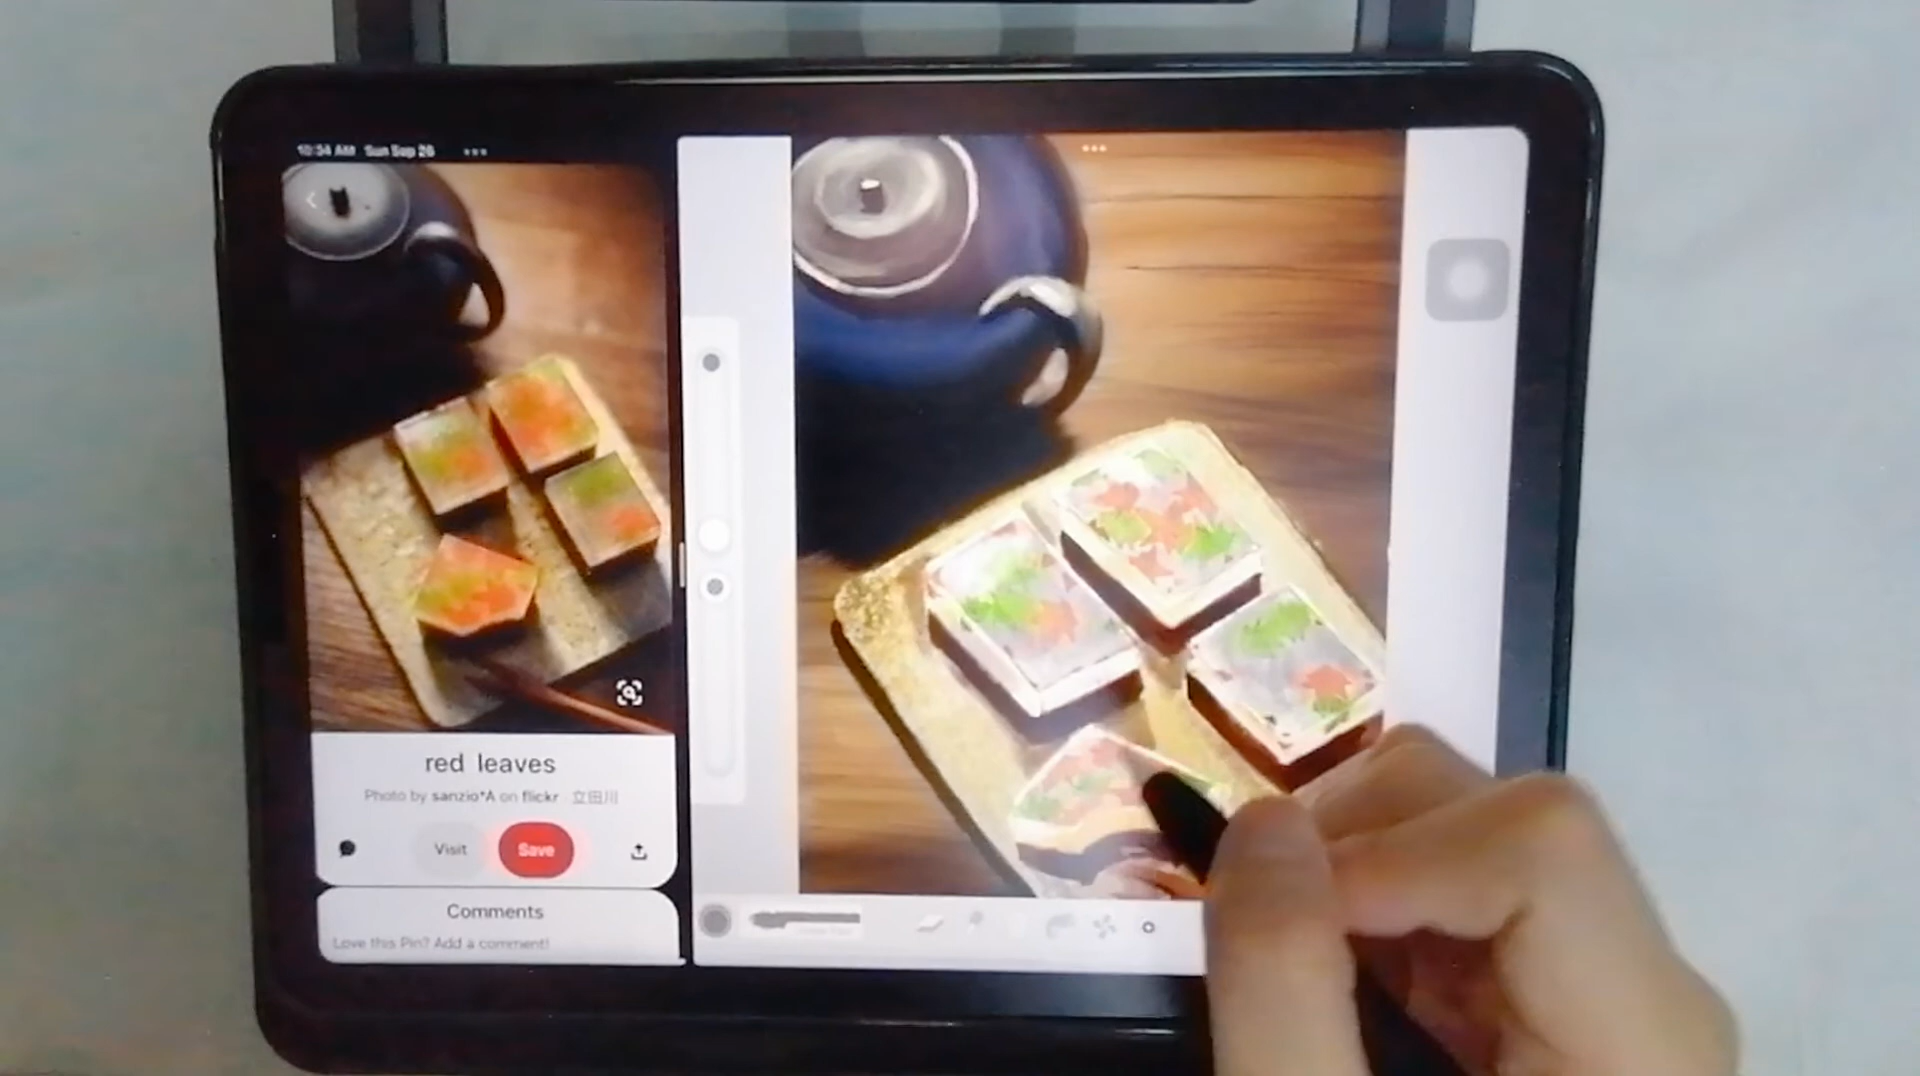 10:34 AM Sun Sep 26
red leaves
Photo by sanzio*A on flickr 立田川
Visit
Save
Comments
Love this Pin? Add a comment!